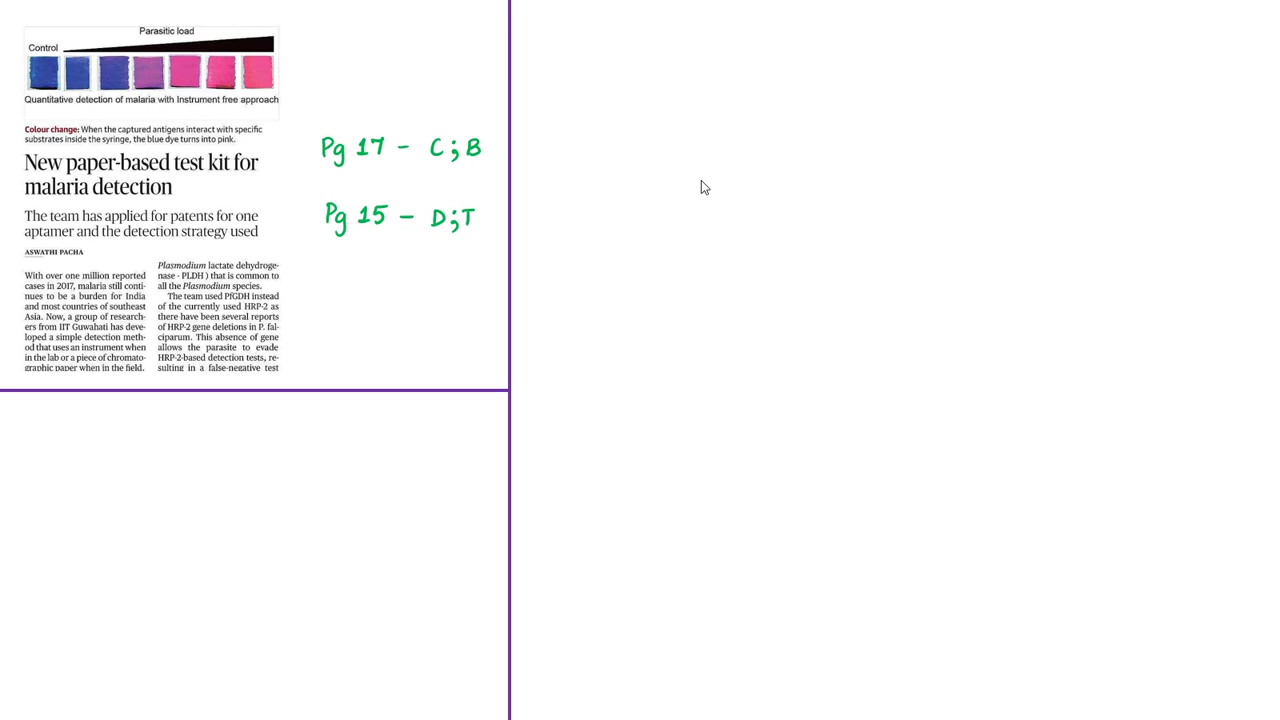 Parasitic load
Control
Quantitative detection of malaria with Instrument free approach
Colour change: When the captured antigens interact with specific
substrates inside the syringe, the blue dye turns into pink.
New paper-based test kit for
malaria detection
The team has applied for patents for one
aptamer and the detection strategy used
ASWATHI PACHA
With over one million reported
cases in 2017, malaria still conti-
nues to be a burden for India
and most countries of southeast
Asia. Now, a group of research-
ers from IIT Guwahati has deve-
loped a simple detection meth-
od that uses an instrument when
in the lab or a piece of chromato-
graphic paper when in the field.
Plasmodium lactate dehydroge-
nase - PLDH ) that is common to
all the Plasmodium species.
The team used PfGDH instead
of the currently used HRP-2 as
there have been several reports
of HRP-2 gene deletions in P. fal-
ciparum. This absence of gene
allows the parasite to evade
HRP-2-based detection tests, re-
sulting in a false-negative test
Pg 17 - C ; B
Pg 15 - D ; T